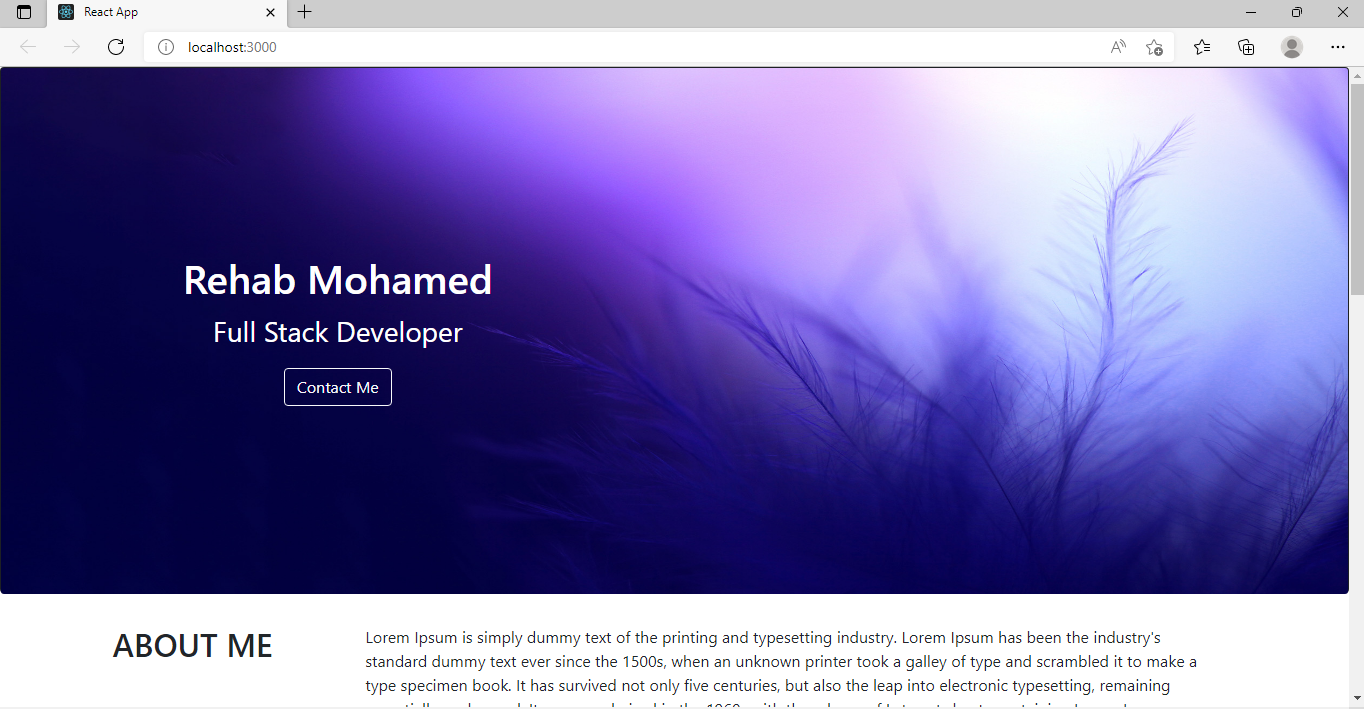 React App
localhost:3000
Rehab Mohamed
Full Stack Developer
Contact Me
ABOUT ME
Lorem Ipsum is simply dummy text of the printing and typesetting industry. Lorem Ipsum has been the industry's
standard dummy text ever since the 1500s, when an unknown printer took a galley of type and scrambled it to make a
type specimen book. It has survived not only five centuries, but also the leap into electronic typesetting, remaining